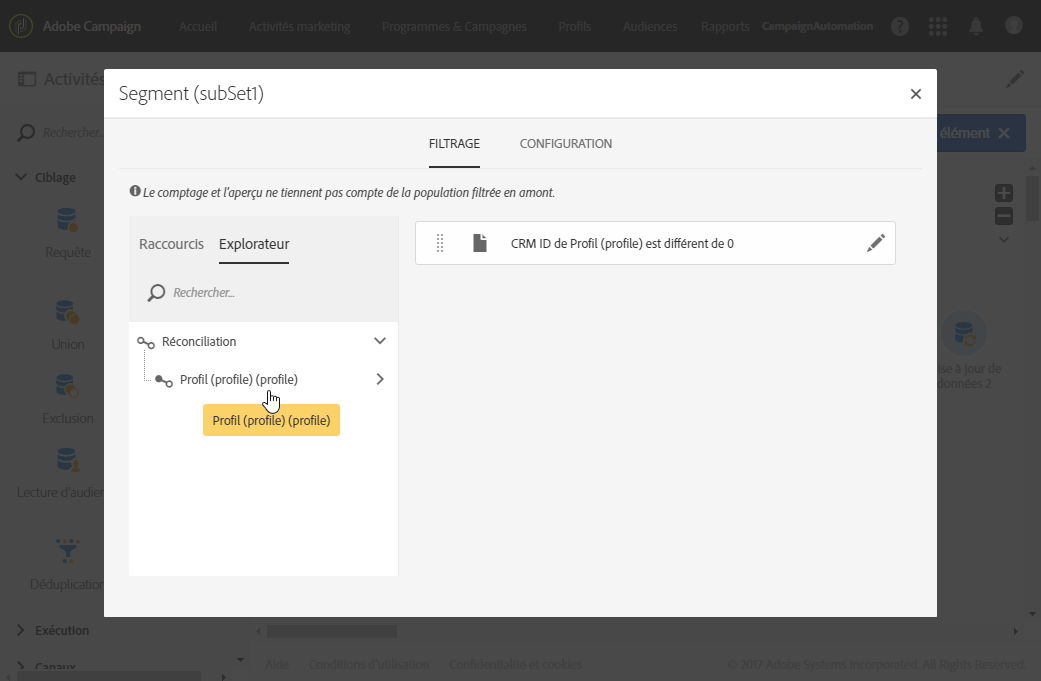 Adobe Campaign Accueil Activités marketing Programmes & Campagnes Profils Audiences Rapports CampaignAutomation
Activités
Segment (subSet1)
Rechercher...
élément
FILTRAGE CONFIGURATION
Ciblage
Le comptage et l'aperçu ne tiennent pas compte de la population filtrée en amont.
Requête
Raccourcis Explorateur
CRM ID de Profil (profile) est différent de 0
Rechercher...
Union
Réconciliation
Profil (profile) (profile)
ise à jour de
données 2
Exclusion
Profil (profile) (profile)
Lecture d'audien
Déduplication
Exécution
Canaux
Aide Conditions d'utilisation Confidentialité et cookies © 2017 Adobe Systems Incorporated. All Rights Reserved.